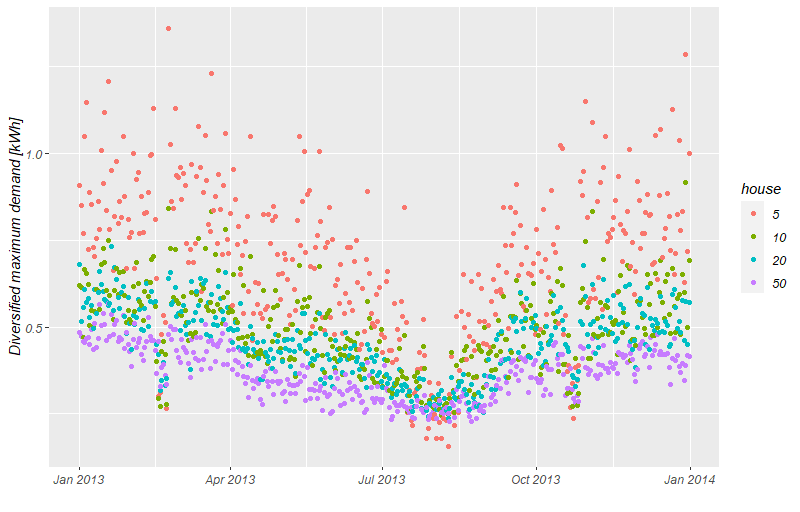 Diversified maximum demand [kWh]
1.0
0.5
Jan 2013
Apr 2013
Jul 2013
Oct 2013
Jan 2014
house
5
10
20
50